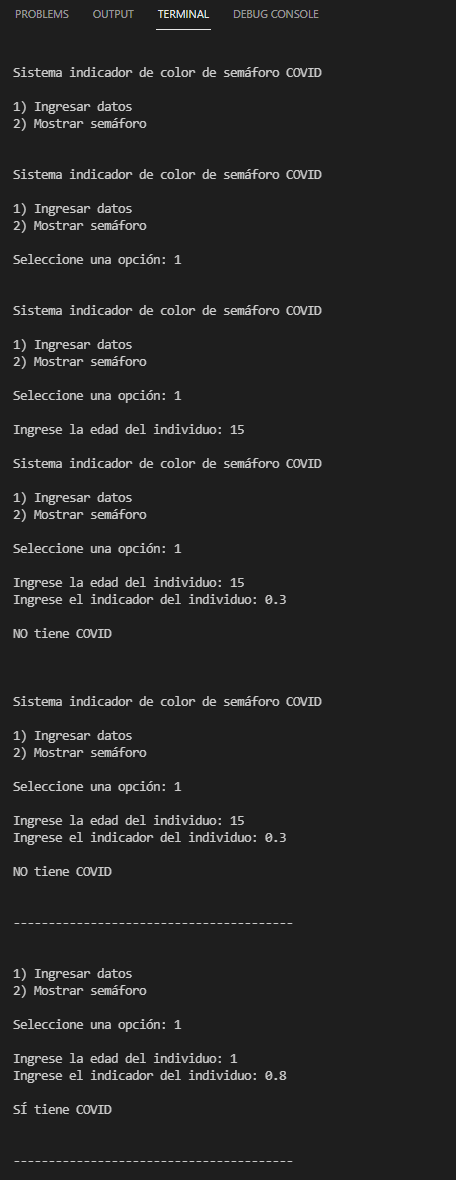 PROBLEMS OUTPUT TERMINAL DEBUG CONSOLE
Sistema indicador de color de semáforo COVID
1) Ingresar datos
2) Mostrar semáforo
Sistema indicador de color de semáforo COVID
1) Ingresar datos
2) Mostrar semáforo
Seleccione una opción: 1
Sistema indicador de color de semáforo COVID
1) Ingresar datos
2) Mostrar semáforo
Seleccione una opción: 1
Ingrese la edad del individuo: 15
Sistema indicador de color de semáforo COVID
1) Ingresar datos
2) Mostrar semáforo
Seleccione una opción: 1
Ingrese la edad del individuo: 15
Ingrese el indicador del individuo: 0.3
NO tiene COVID
Sistema indicador de color de semáforo COVID
1) Ingresar datos
2) Mostrar semáforo
Seleccione una opción: 1
Ingrese la edad del individuo: 15
Ingrese el indicador del individuo: 0.3
NO tiene COVID
----------------------------------------
1) Ingresar datos
2) Mostrar semáforo
Seleccione una opción: 1
Ingrese la edad del individuo: 1
Ingrese el indicador del individuo: 0.8
SÍ tiene COVID
----------------------------------------